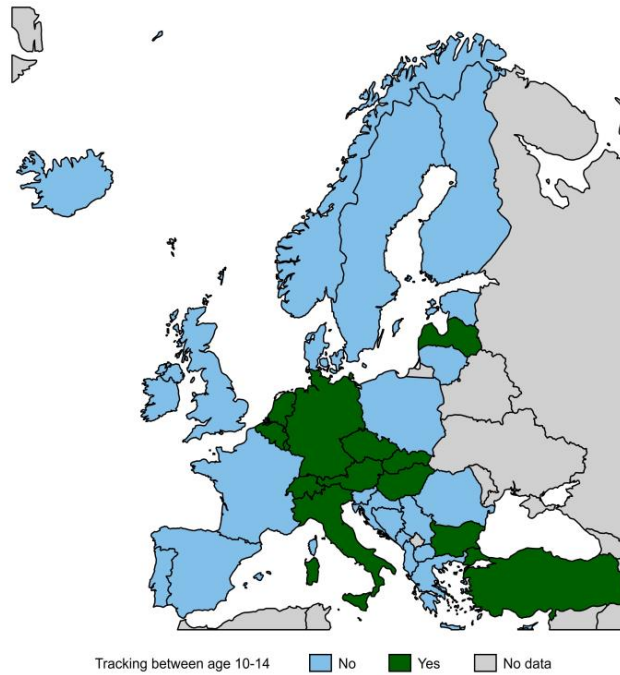 Tracking between age 10-14 No Yes No data